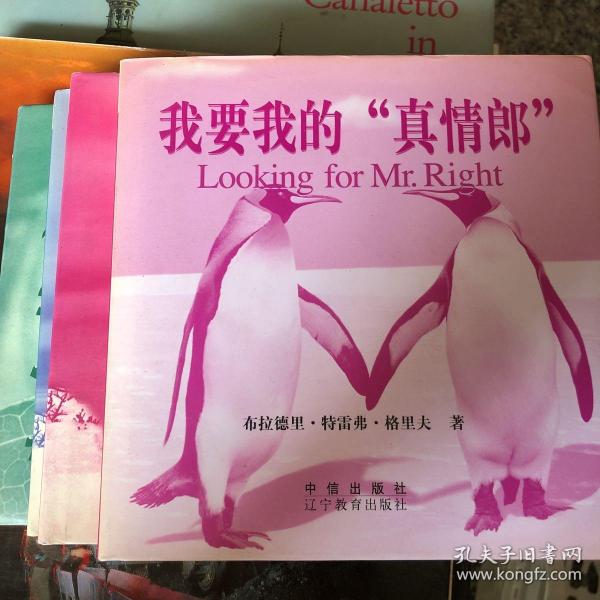 Canaletto
in
我要我的“真情郎”
Looking for Mr. Right
布拉德里·特雷弗·格里夫 著
中信出版社
辽宁教育出版社
孔夫子旧书网
www.kongfz.com